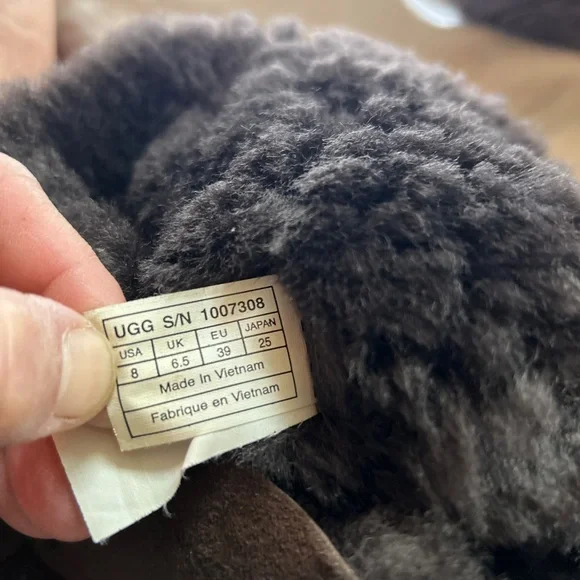 UGG S/N 1007308
USA UK EU JAPAN
8 6.5 39 25
Made In Vietnam
Fabrique en Vietnam